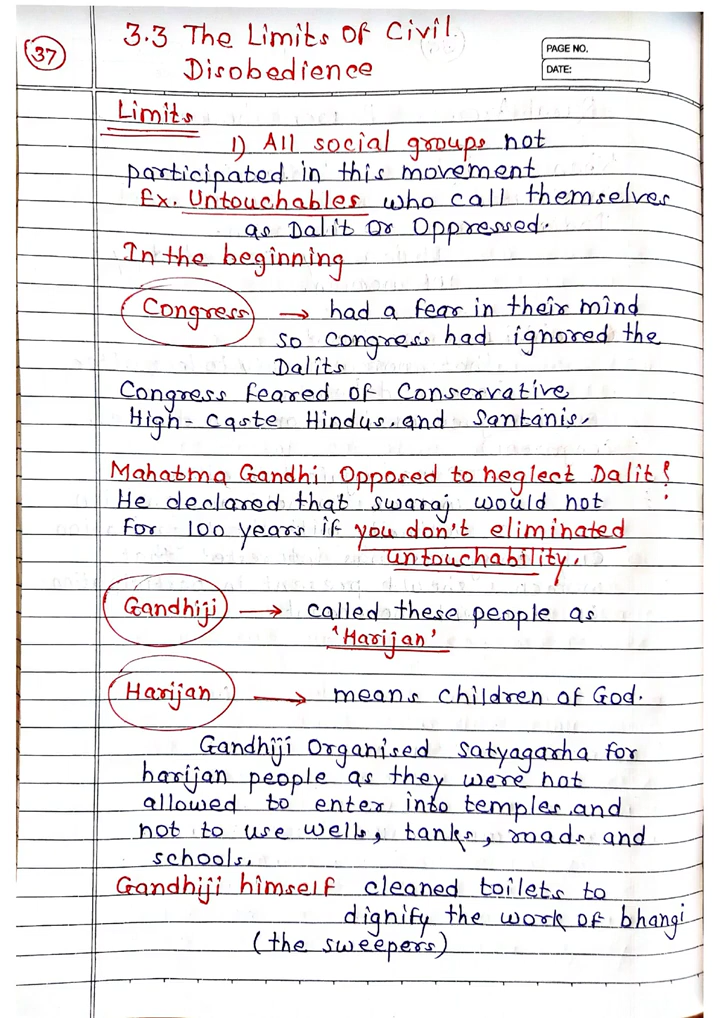 37
3.3 The Limits Of Civil
Disobedience
PAGE NO.
DATE:
Limits
1) All social groups not
participated in this movement
Ex. Untouchables who call themselves
as Dalit or Oppressed.
In the beginning
Congress → had a fear in their mind
so congress had ignored the
Dalits
Congress feared of Conservative
High-Caste Hindus, and Santanis,
Mahatma Gandhi Opposed to neglect Dalit!
He declared that swaraj would not
for 100 years if you don't eliminated
untouchability.
Gandhiji → called these people as
'Harijan'
Harijan → means Children of God.
Gandhiji Organised Satyagarha for
harijan people as they were not
allowed to enter into temples, and
not to use wells, tanks, roads and
schools.
Gandhiji himself cleaned toilets to
dignify the work of bhangi
(the sweepers)